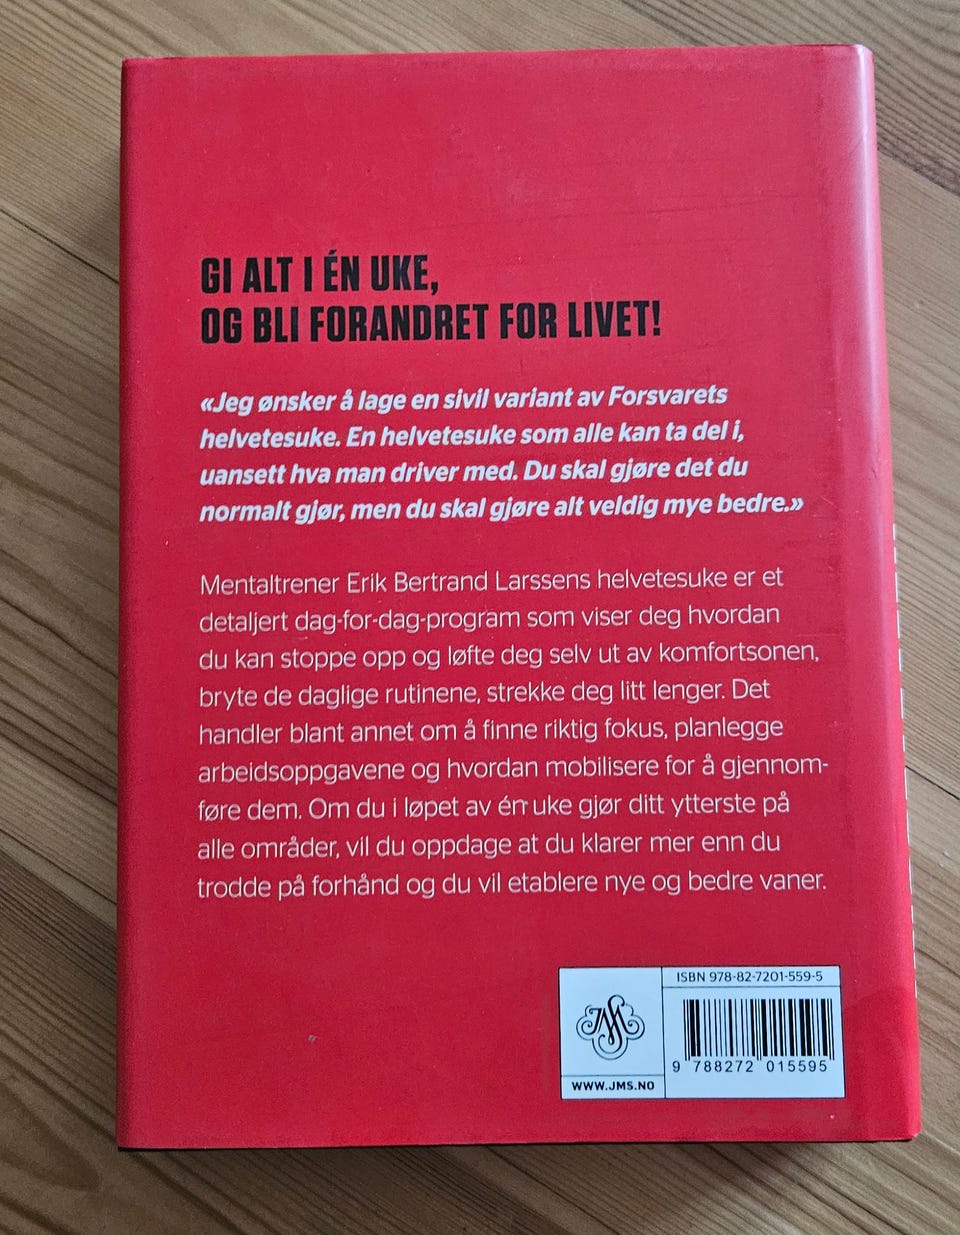 GI ALT I ÉN UKE,
OG BLI FORANDRET FOR LIVET!
«Jeg ønsker å lage en sivil variant av Forsvarets
helvetesuke. En helvetesuke som alle kan ta del i,
uansett hva man driver med. Du skal gjøre det du
normalt gjør, men du skal gjøre alt veldig mye bedre.»
Mentaltrener Erik Bertrand Larssens helvetesuke er et
detaljert dag-for-dag-program som viser deg hvordan
du kan stoppe opp og løfte deg selv ut av komfortsonen,
bryte de daglige rutinene, strekke deg litt lenger. Det
handler blant annet om å finne riktig fokus, planlegge
arbeidsoppgavene og hvordan mobilisere for å gjennom-
føre dem. Om du i løpet av én uke gjør ditt ytterste på
alle områder, vil du oppdage at du klarer mer enn du
trodde på forhånd og du vil etablere nye og bedre vaner.
ISBN 978-82-7201-559-5
JMS
WWW.JMS.NO
9 788272 015595